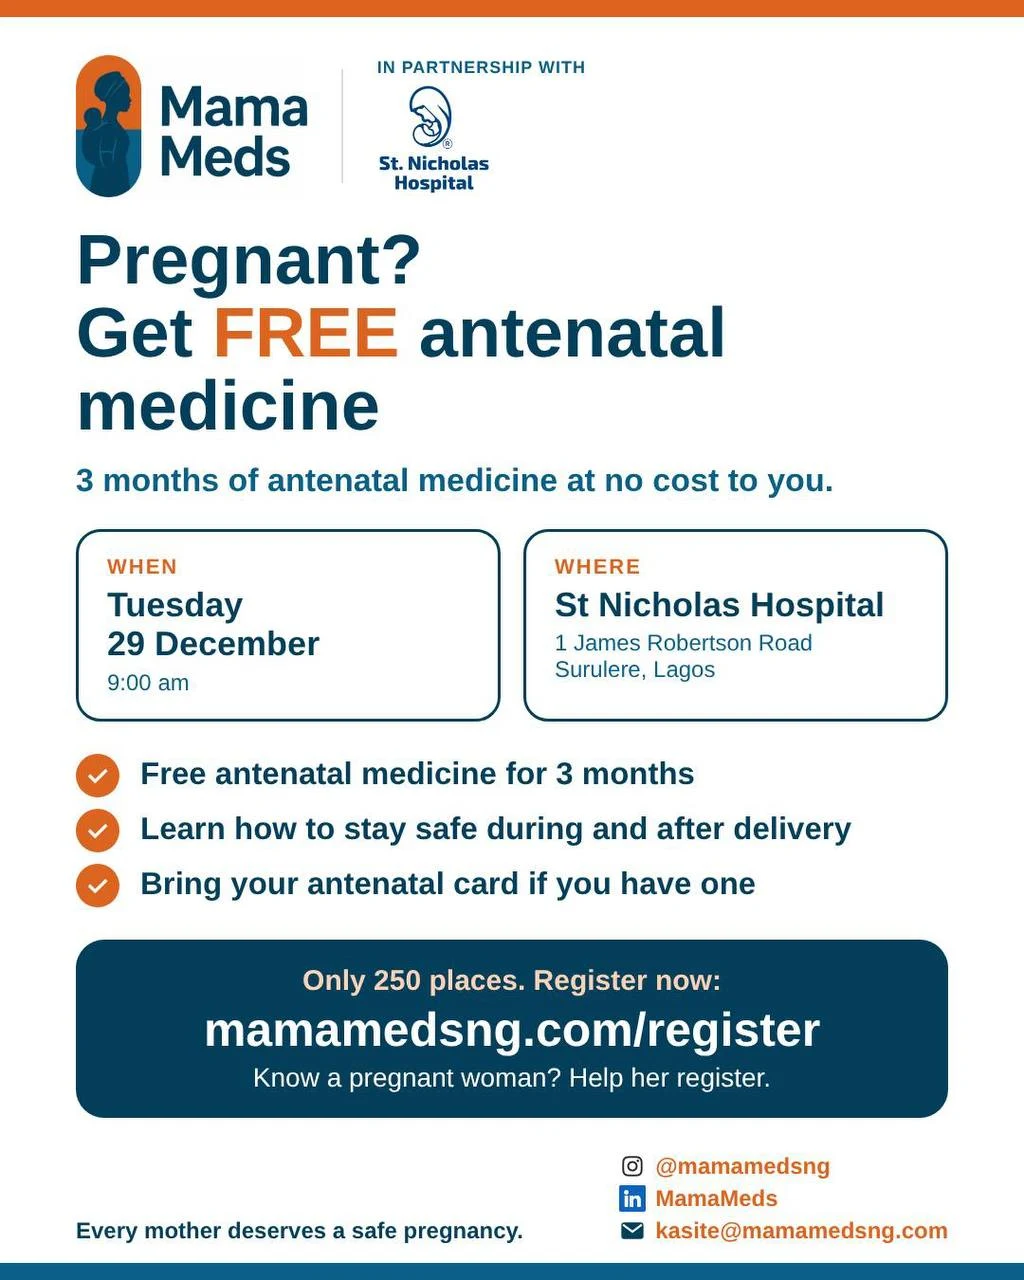 Mama
Meds
IN PARTNERSHIP WITH
®
St. Nicholas
Hospital
Pregnant?
Get FREE antenatal
medicine
3 months of antenatal medicine at no cost to you.
WHEN
Tuesday
29 December
9:00 am
WHERE
St Nicholas Hospital
1 James Robertson Road
Surulere, Lagos
Free antenatal medicine for 3 months
Learn how to stay safe during and after delivery
Bring your antenatal card if you have one
Only 250 places. Register now:
mamamedsng.com/register
Know a pregnant woman? Help her register.
@mamamedsng
in MamaMeds
kasite@mamamedsng.com
Every mother deserves a safe pregnancy.